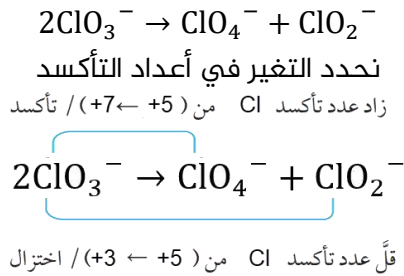 2ClO₃⁻ → ClO₄⁻ + ClO₂⁻
نحدد التغير في أعداد التأكسد
زاد عدد تأكسد Cl من ( 5+ ← 7+) / تأكسد
2ClO₃⁻ → ClO₄⁻ + ClO₂⁻
قلَّ عدد تأكسد Cl من ( 5+ ← 3+) / اختزال